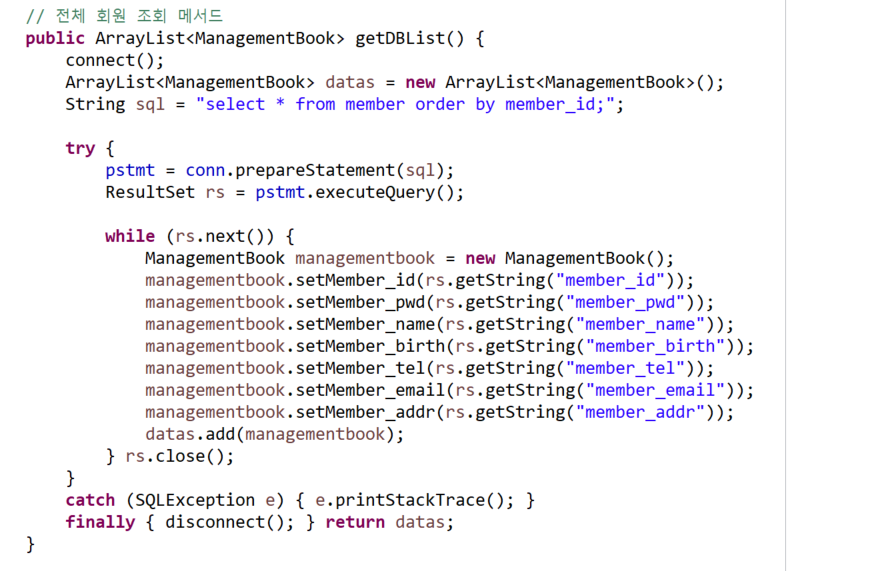 // 전체 회원 조회 메서드
public ArrayList<ManagementBook> getDBList() {
    connect();
    ArrayList<ManagementBook> datas = new ArrayList<ManagementBook>();
    String sql = "select * from member order by member_id;";

    try {
        pstmt = conn.prepareStatement(sql);
        ResultSet rs = pstmt.executeQuery();

        while (rs.next()) {
            ManagementBook managementbook = new ManagementBook();
            managementbook.setMember_id(rs.getString("member_id"));
            managementbook.setMember_pwd(rs.getString("member_pwd"));
            managementbook.setMember_name(rs.getString("member_name"));
            managementbook.setMember_birth(rs.getString("member_birth"));
            managementbook.setMember_tel(rs.getString("member_tel"));
            managementbook.setMember_email(rs.getString("member_email"));
            managementbook.setMember_addr(rs.getString("member_addr"));
            datas.add(managementbook);
        } rs.close();
    }
    catch (SQLException e) { e.printStackTrace(); }
    finally { disconnect(); } return datas;
}